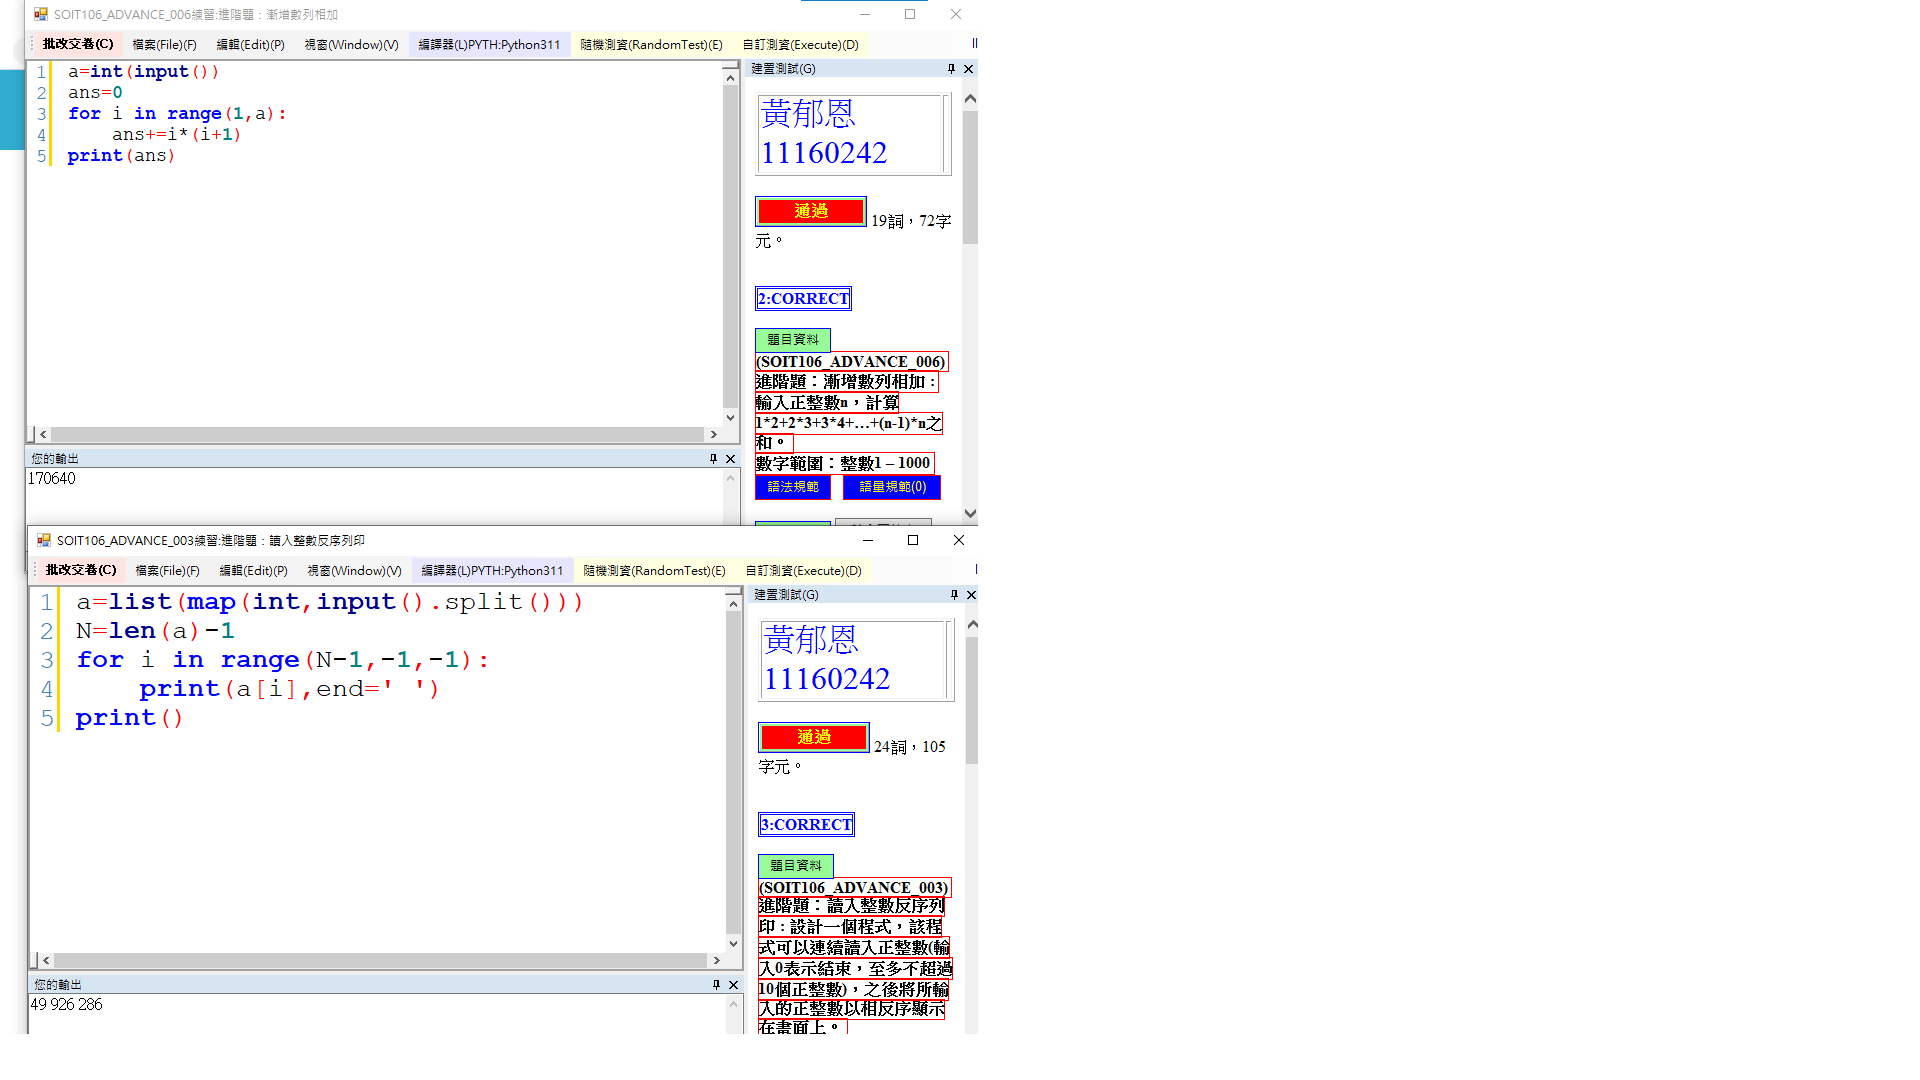 SOIT106_ADVANCE_006練習:進階題：漸增數列相加
批改交卷(C) 檔案(File)(F) 編輯(Edit)(P) 視窗(Window)(V) 編譯器(L)PYTH:Python311 隨機測資(RandomTest)(E) 自訂測資(Execute)(D)
1 a=int(input())
2 ans=0
3 for i in range(1,a):
4     ans+=i*(i+1)
5 print(ans)
建置測試(G)
黃郁恩
11160242
通過 19詞，72字
元。
2:CORRECT
題目資料
(SOIT106_ADVANCE_006)
進階題：漸增數列相加：
輸入正整數n，計算
1*2+2*3+3*4+…+(n-1)*n之
和。
數字範圍：整數1 – 1000
語法規範 語量規範(0)
您的輸出
170640
SOIT106_ADVANCE_003練習:進階題：讀入整數反序列印
批改交卷(C) 檔案(File)(F) 編輯(Edit)(P) 視窗(Window)(V) 編譯器(L)PYTH:Python311 隨機測資(RandomTest)(E) 自訂測資(Execute)(D)
1 a=list(map(int,input().split()))
2 N=len(a)-1
3 for i in range(N-1,-1,-1):
4     print(a[i],end=' ')
5 print()
建置測試(G)
黃郁恩
11160242
通過 24詞，105
字元。
3:CORRECT
題目資料
(SOIT106_ADVANCE_003)
進階題：讀入整數反序列
印：設計一個程式，該程
式可以連續讀入正整數(輸
入0表示結束，至多不超過
10個正整數)，之後將所輸
入的正整數以相反序顯示
在畫面上。
您的輸出
49 926 286